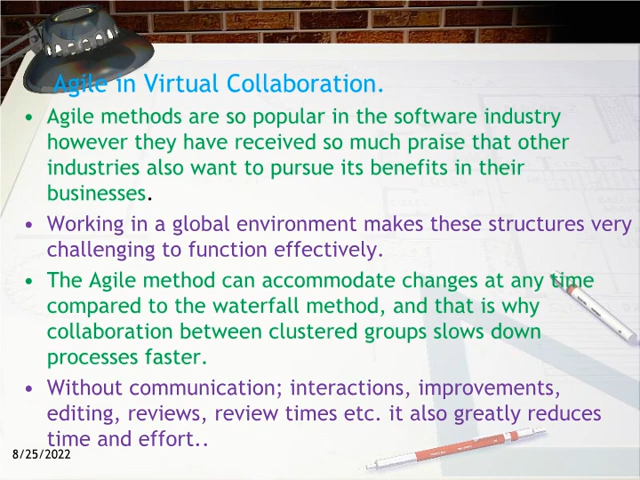 Agile in Virtual Collaboration.
• Agile methods are so popular in the software industry
however they have received so much praise that other
industries also want to pursue its benefits in their
businesses.
• Working in a global environment makes these structures very
challenging to function effectively.
• The Agile method can accommodate changes at any time
compared to the waterfall method, and that is why
collaboration between clustered groups slows down
processes faster.
• Without communication; interactions, improvements,
editing, reviews, review times etc. it also greatly reduces
time and effort..
8/25/2022